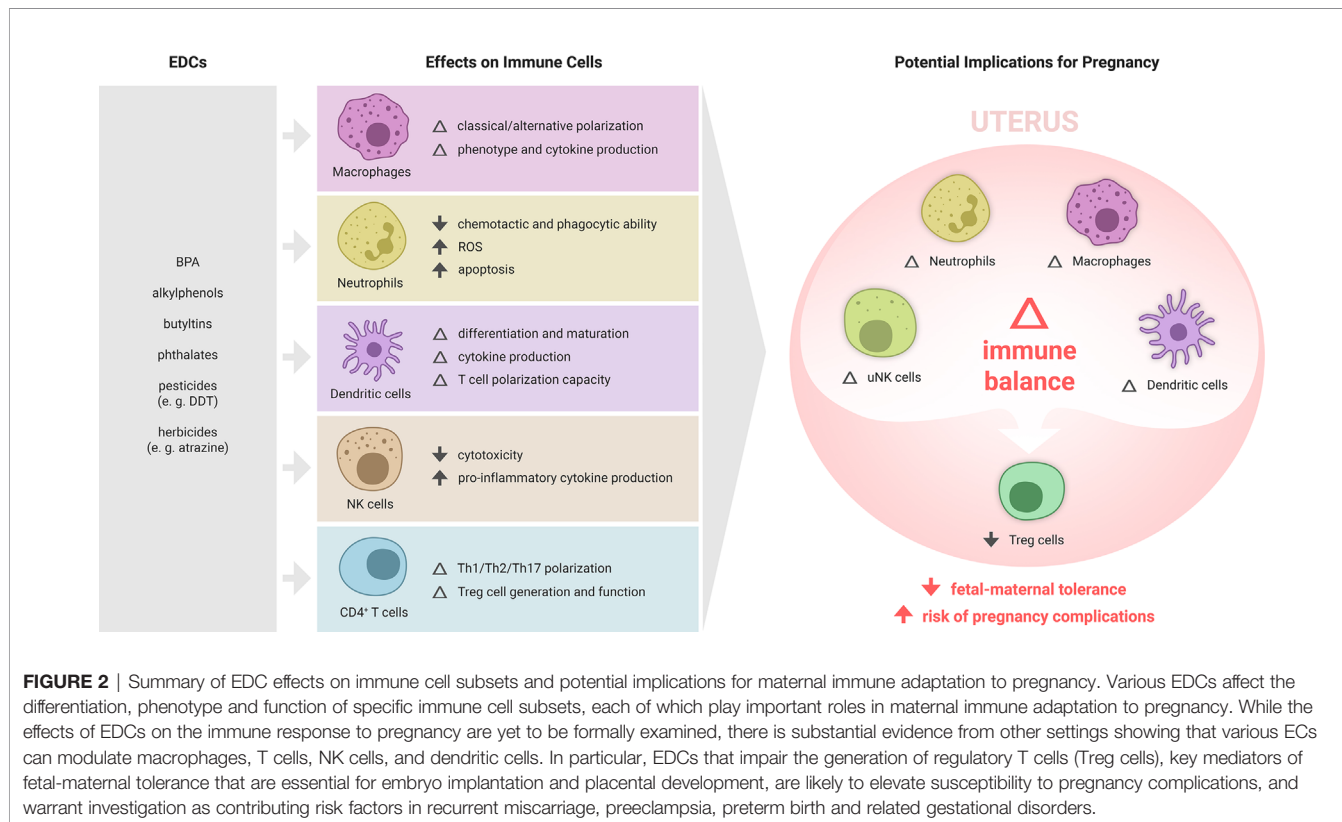 EDCs
Effects on Immune Cells
Potential Implications for Pregnancy
BPA
alkylphenols
butyltins
phthalates
pesticides
(e. g. DDT)
herbicides
(e. g. atrazine)
Macrophages
△ classical/alternative polarization
△ phenotype and cytokine production
Neutrophils
chemotactic and phagocytic ability
ROS
apoptosis
Dendritic cells
△ differentiation and maturation
△ cytokine production
△ T cell polarization capacity
NK cells
cytotoxicity
pro-inflammatory cytokine production
CD4⁺ T cells
△ Th1/Th2/Th17 polarization
△ Treg cell generation and function
UTERUS
△ Neutrophils
△ Macrophages
△ uNK cells
△
immune
balance
△ Dendritic cells
Treg cells
fetal-maternal tolerance
risk of pregnancy complications
FIGURE 2 | Summary of EDC effects on immune cell subsets and potential implications for maternal immune adaptation to pregnancy. Various EDCs affect the
differentiation, phenotype and function of specific immune cell subsets, each of which play important roles in maternal immune adaptation to pregnancy. While the
effects of EDCs on the immune response to pregnancy are yet to be formally examined, there is substantial evidence from other settings showing that various ECs
can modulate macrophages, T cells, NK cells, and dendritic cells. In particular, EDCs that impair the generation of regulatory T cells (Treg cells), key mediators of
fetal-maternal tolerance that are essential for embryo implantation and placental development, are likely to elevate susceptibility to pregnancy complications, and
warrant investigation as contributing risk factors in recurrent miscarriage, preeclampsia, preterm birth and related gestational disorders.